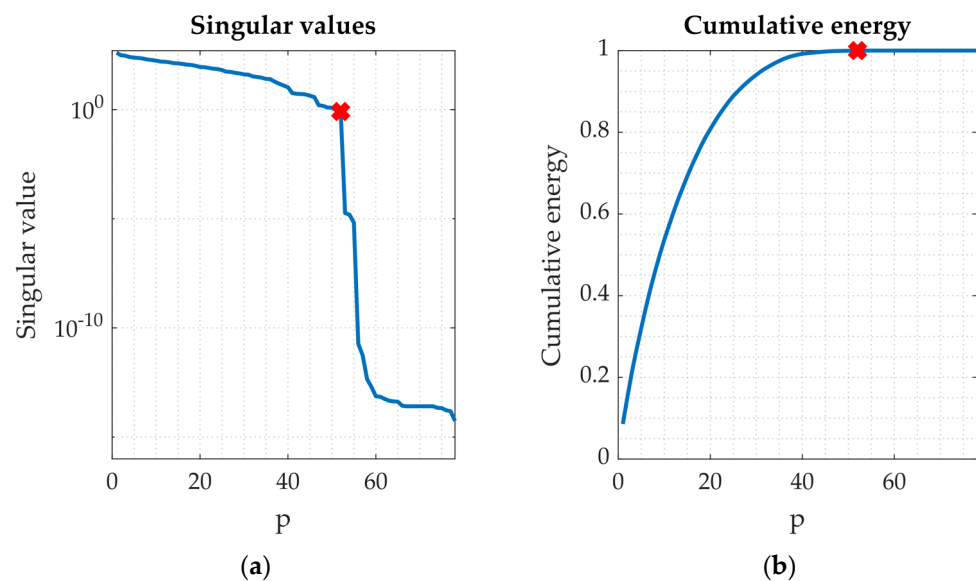 Singular values
Singular value
10^0
10^-10
0
20
40
60
p
(a)
Cumulative energy
Cumulative energy
1
0.8
0.6
0.4
0.2
0
0
20
40
60
p
(b)